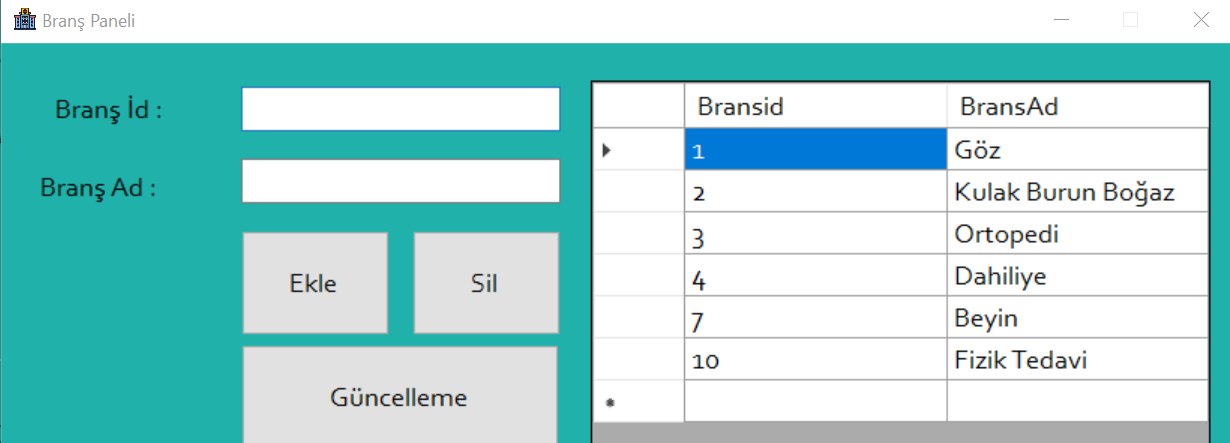 Branş Paneli
Branş İd :
Branş Ad :
Ekle
Sil
Güncelleme
Bransid BransAd
1 Göz
2 Kulak Burun Boğaz
3 Ortopedi
4 Dahiliye
7 Beyin
10 Fizik Tedavi